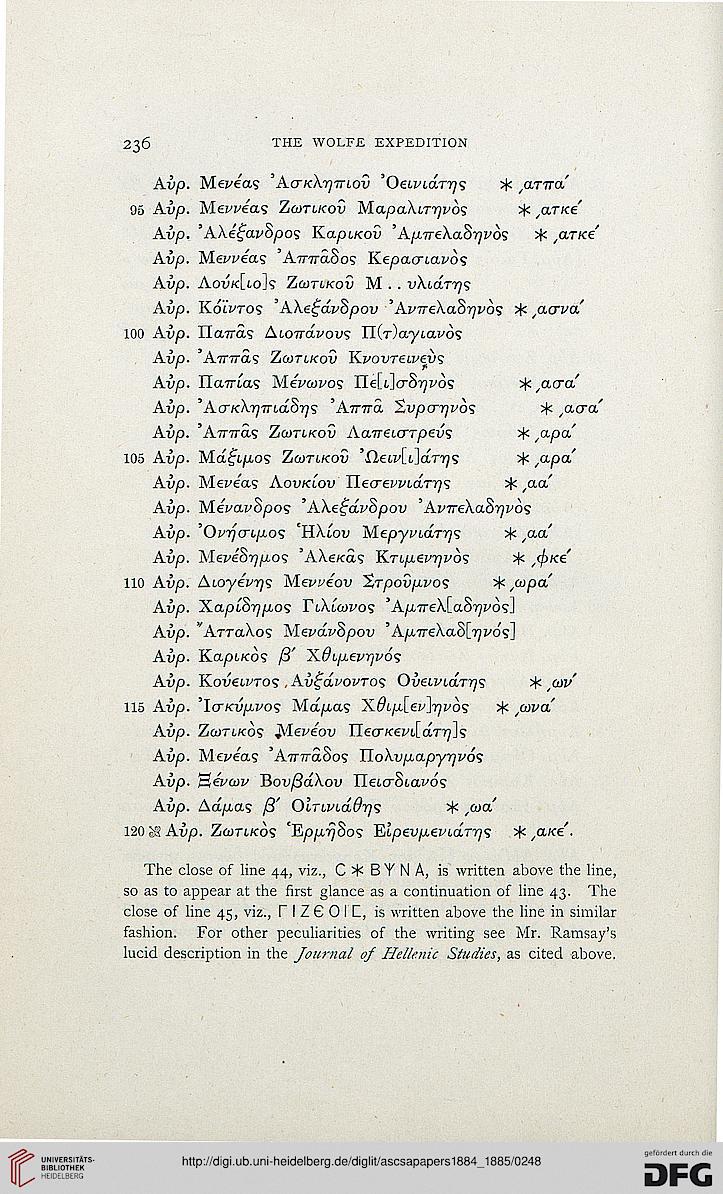 236 THE WOLFE EXPEDITION
Αὐρ. Μενέας Ἀσκληπιοῦ Ὀεινιάτης ✳ ͵αππα′
95 Αὐρ. Μεννέας Ζωτικοῦ Μαραλιτηνὸς ✳ ͵ατκέ′
Αὐρ. Ἀλέξανδρος Καρικοῦ Ἀμπελαδηνὸς ✳ ͵ατκέ′
Αὐρ. Μεννέας Ἀππᾶδος Κερασιανὸς
Αὐρ. Λούκ[ιο]ς Ζωτικοῦ Μ . . υλιάτης
Αὐρ. Κόϊντος Ἀλεξάνδρου Ἀνπελαδηνὸς ✳ ͵ασνα′
100 Αὐρ. Παπᾶς Διοπάνους Π(τ)αγιανὸς
Αὐρ. Ἀππᾶς Ζωτικοῦ Κνουτεινεὺς
Αὐρ. Παπίας Μένωνος Πέ[ι]σδηνὸς ✳ ͵ασα′
Αὐρ. Ἀσκληπιάδης Ἀππᾶ Συρσηνὸς ✳ ͵ασα′
Αὐρ. Ἀππᾶς Ζωτικοῦ Λαπειστρεύς ✳ ͵αρα′
105 Αὐρ. Μάξιμος Ζωτικοῦ Ὠειν[ι]άτης ✳ ͵αρα′
Αὐρ. Μενέας Λουκίου Πεσεννιάτης ✳ ͵αα′
Αὐρ. Μένανδρος Ἀλεξάνδρου Ἀνπελαδηνὸς
Αὐρ. Ὀνήσιμος Ἡλίου Μεργνιάτης ✳ ͵αα′
Αὐρ. Μενέδημος Ἀλεκᾶς Κτιμενηνὸς ✳ ͵φκε′
110 Αὐρ. Διογένης Μεννέου Στροῦμνος ✳ ͵ωρα′
Αὐρ. Χαρίδημος Γιλίωνος Ἀμπελ[αδηνὸς]
Αὐρ. Ἄτταλος Μενάνδρου Ἀμπελαδ[ηνός]
Αὐρ. Καρικὸς β′ Χθιμενηνός
Αὐρ. Κούειντος Αὐξάνοντος Οὐεινιάτης ✳ ͵ων′
115 Αὐρ. Ἰσκύμνος Μάμας Χθιμ[εν]ηνὸς ✳ ͵ωνα′
Αὐρ. Ζωτικὸς Μενέου Πεσκενι[άτη]ς
Αὐρ. Μενέας Ἀππᾶδος Πολυμαργηνός
Αὐρ. Ξένων Βουβάλου Πεισδιανός
Αὐρ. Δάμας β′ Οἰτινιάθης ✳ ͵ωα′
120 Αὐρ. Ζωτικὸς Ἑρμῆδος Εἰρευμενιάτης ✳ ͵ακέ′.
The close of line 44, viz., C ✳ B Y N A, is written above the line,
so as to appear at the first glance as a continuation of line 43. The
close of line 45, viz., Γ I Z Є O I C, is written above the line in similar
fashion. For other peculiarities of the writing see Mr. Ramsay's
lucid description in the Journal of Hellenic Studies, as cited above.
UNIVERSITÄTS-
BIBLIOTHEK
HEIDELBERG
http://digi.ub.uni-heidelberg.de/diglit/ascsapapers1884_1885/0248
gefördert durch die
DFG